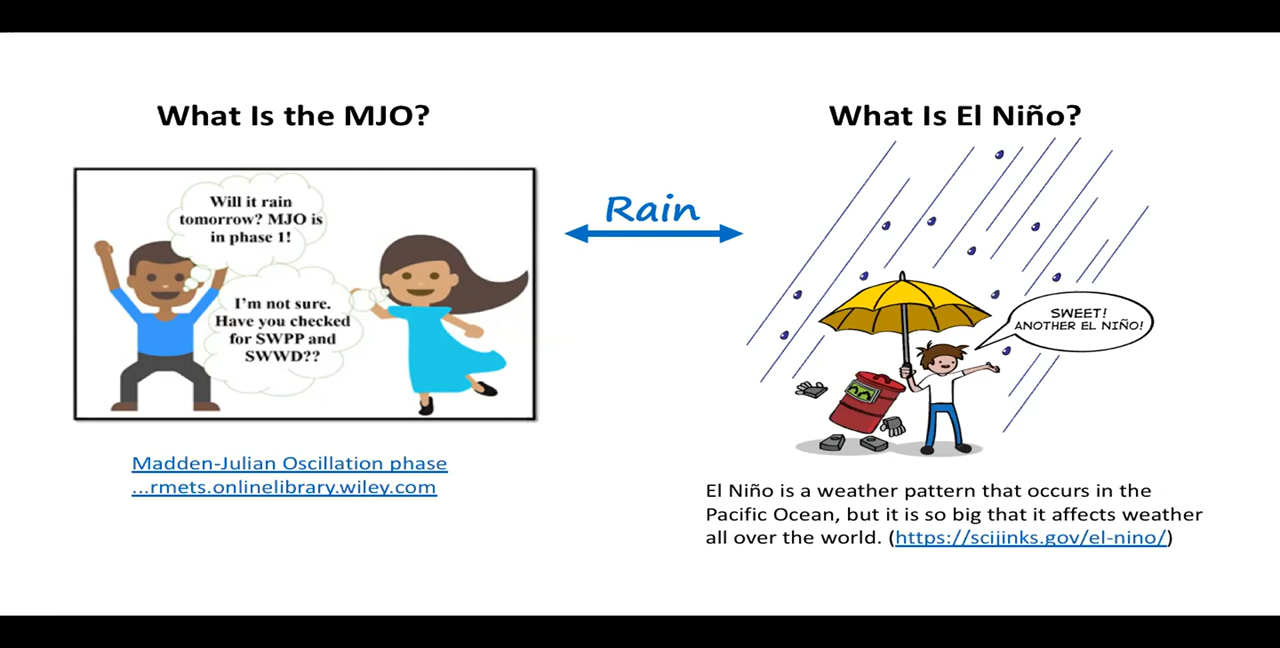 What Is the MJO?
Will it rain
tomorrow? MJO is
in phase 1!
I'm not sure.
Have you checked
for SWPP and
SWWD??
Madden-Julian Oscillation phase
...rmets.onlinelibrary.wiley.com
Rain
What Is El Niño?
SWEET!
ANOTHER EL NIÑO!
El Niño is a weather pattern that occurs in the
Pacific Ocean, but it is so big that it affects weather
all over the world. (https://scijinks.gov/el-nino/)